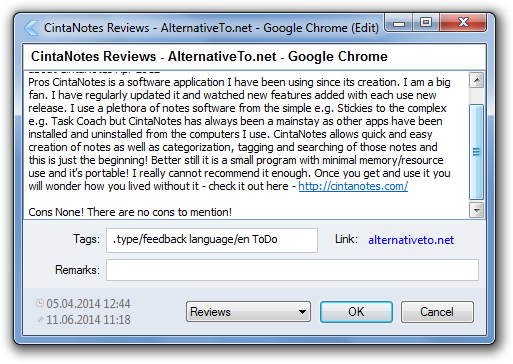 CintaNotes Reviews - AlternativeTo.net - Google Chrome (Edit)
CintaNotes Reviews - AlternativeTo.net - Google Chrome
Pros CintaNotes is a software application I have been using since its creation. I am a big
fan. I have regularly updated it and watched new features added with each use new
release. I use a plethora of notes software from the simple e.g. Stickies to the complex
e.g. Task Coach but CintaNotes has always been a mainstay as other apps have been
installed and uninstalled from the computers I use. CintaNotes allows quick and easy
creation of notes as well as categorization, tagging and searching of those notes and
this is just the beginning! Better still it is a small program with minimal memory/resource
use and it's portable! I really cannot recommend it enough. Once you get and use it you
will wonder how you lived without it - check it out here - http://cintanotes.com/
Cons None! There are no cons to mention!
Tags: .type/feedback language/en ToDo Link: alternativeto.net
Remarks:
05.04.2014 12:44
11.06.2014 11:18
Reviews OK Cancel